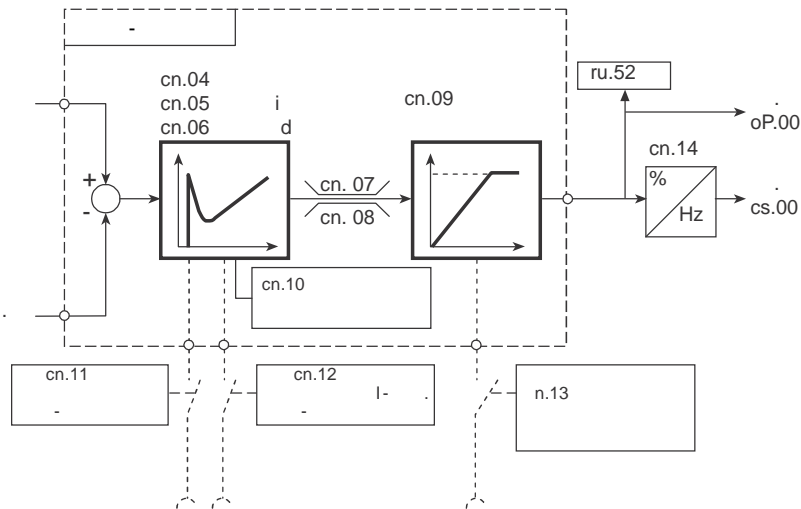 -
cn.04
cn.05 i
cn.06 d
cn.09
ru.52
oP.00
cn.14
%
Hz
cs.00
+
-
cn. 07
cn. 08
cn.10
.
cn.11
-
cn.12
I- .
-
n.13